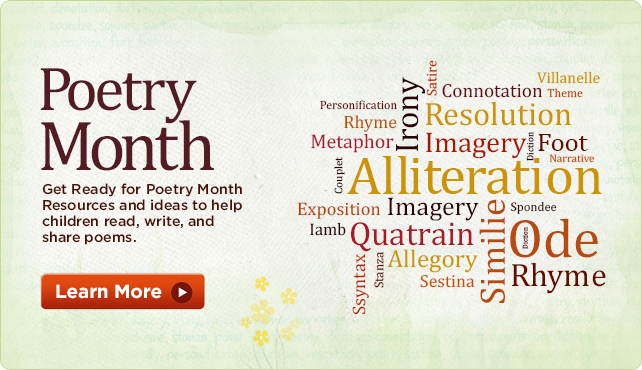 Poetry
Month
Get Ready for Poetry Month
Resources and ideas to help
children read, write, and
share poems.
Learn More
Satire
Villanelle
Connotation
Theme
Personification
Irony
Resolution
Rhyme
Metaphor
Imagery
Diction
Foot
Narrative
Couplet
Alliteration
Exposition
Imagery
Similie
Spondee
Iamb
Quatrain
Diction
Ode
Ssyntax
Stanza
Allegory
Sestina
Rhyme